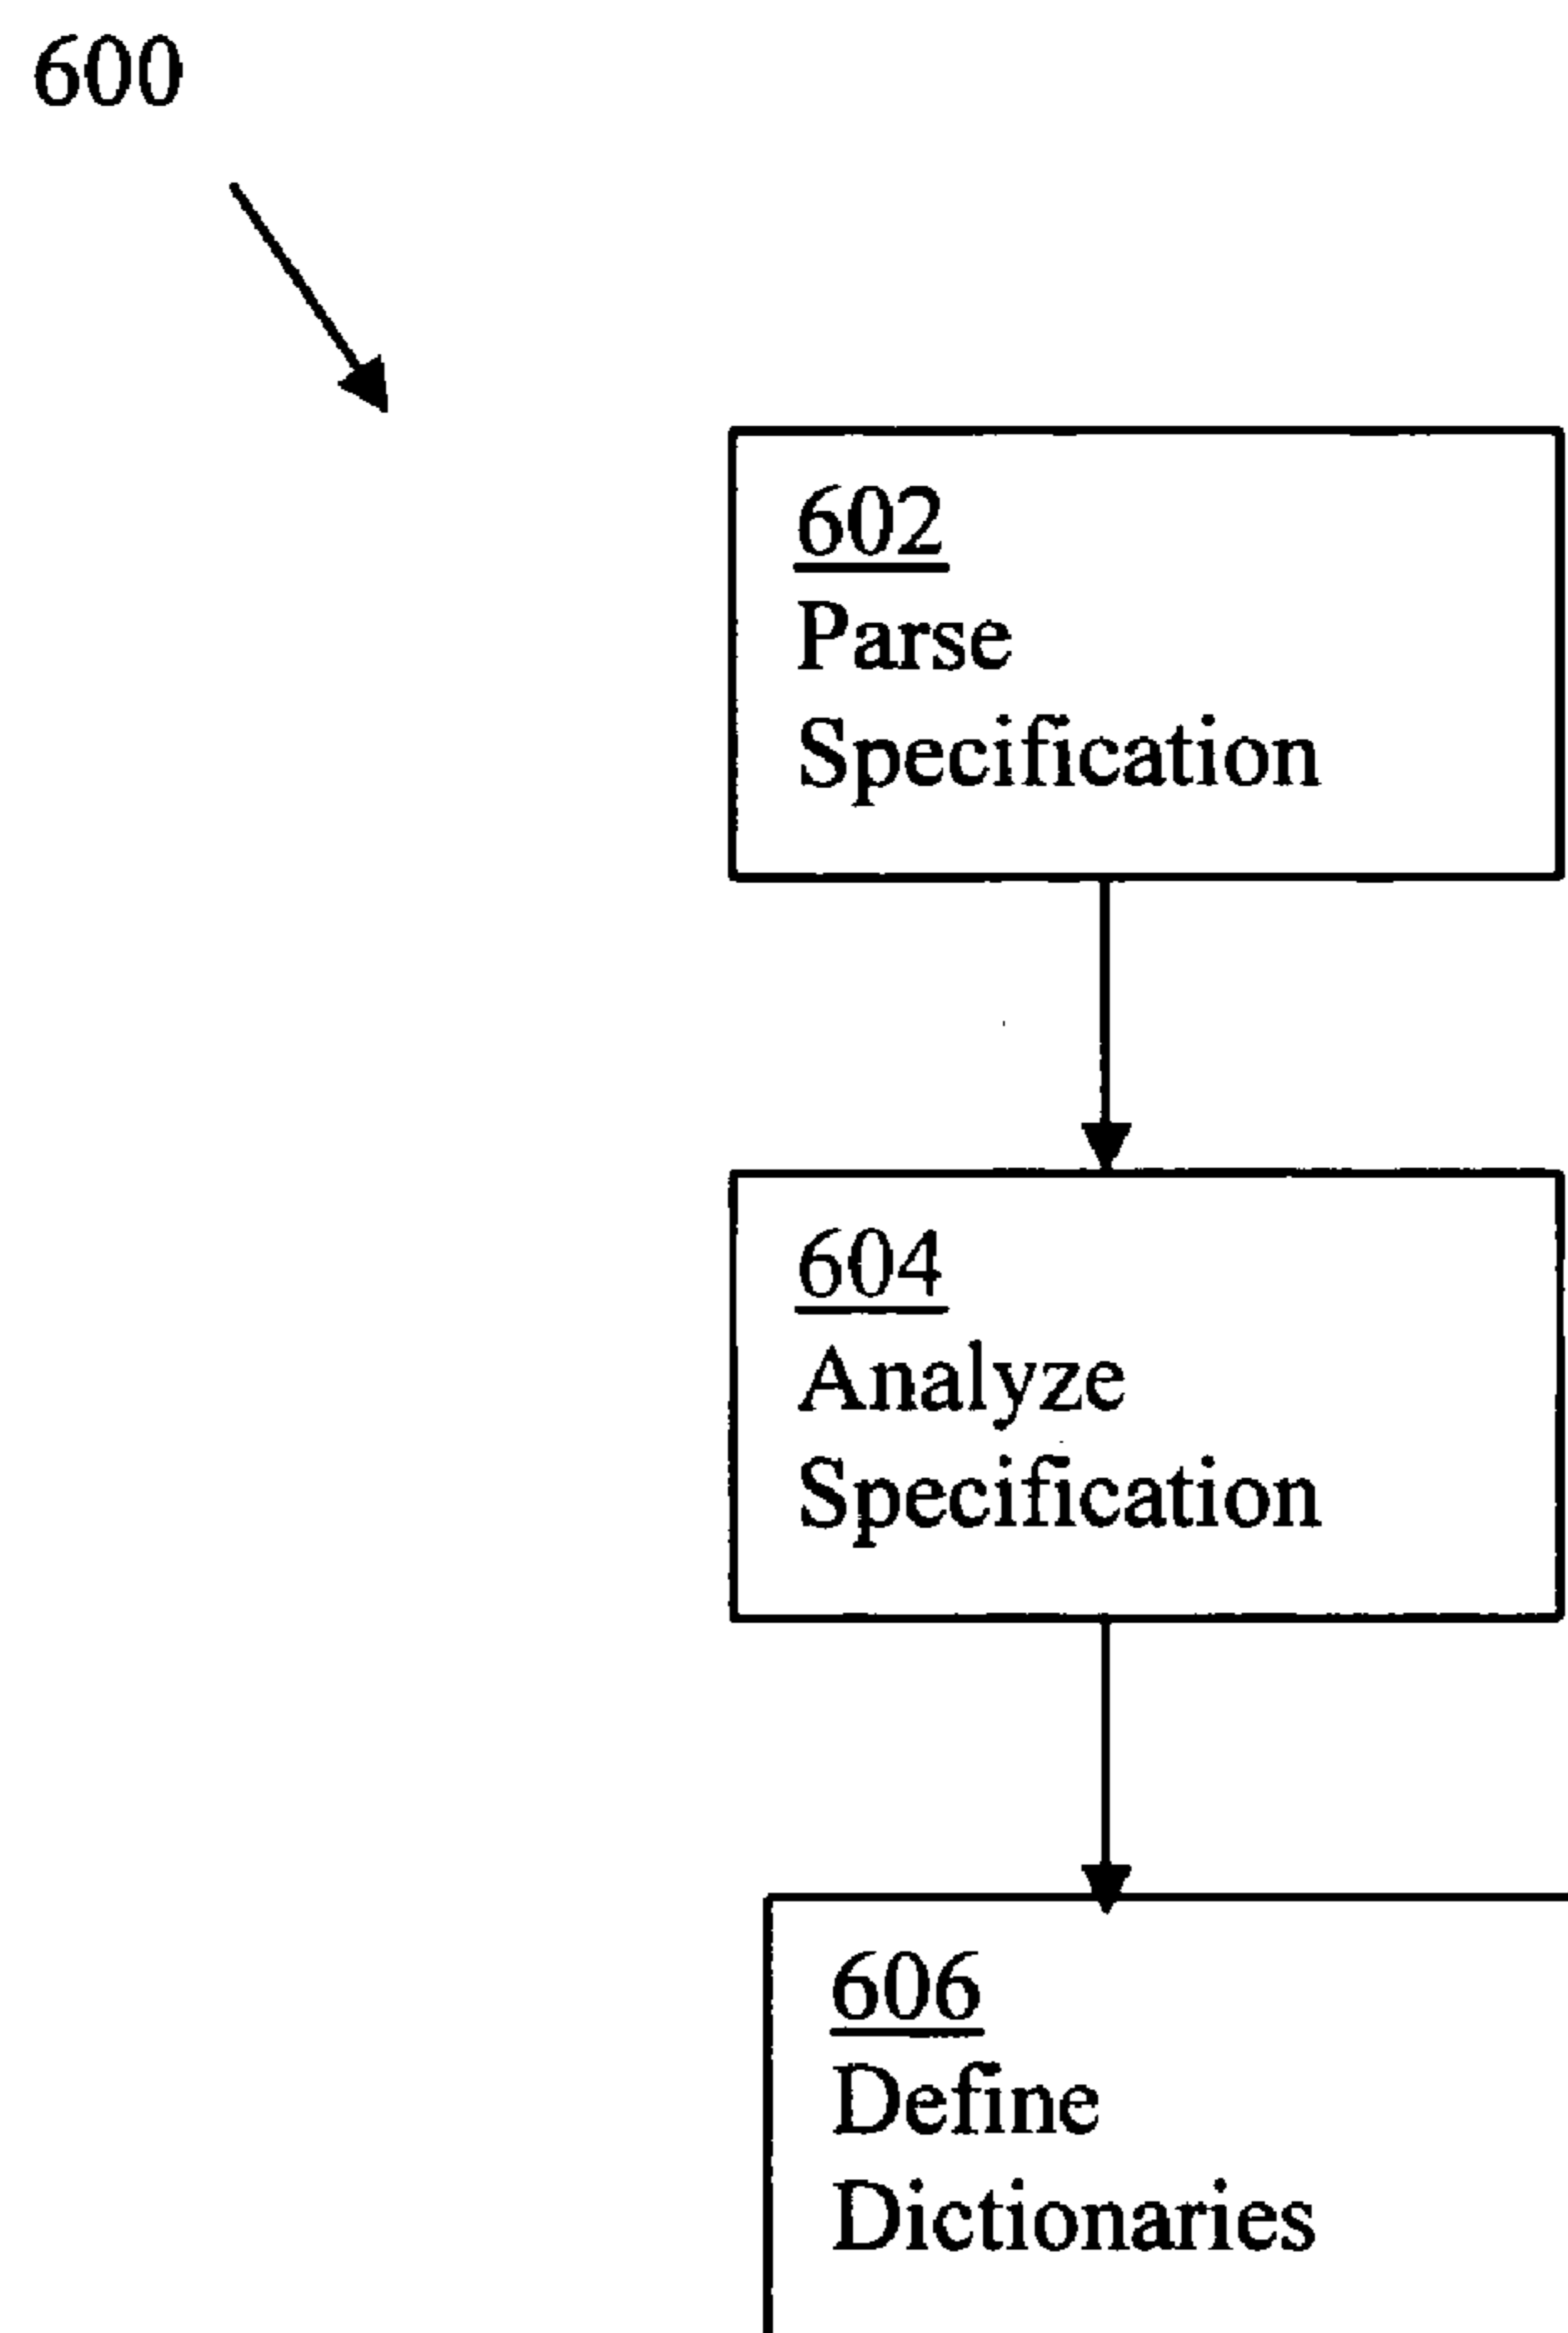 600
602
Parse
Specification
604
Analyze
Specification
606
Define
Dictionaries